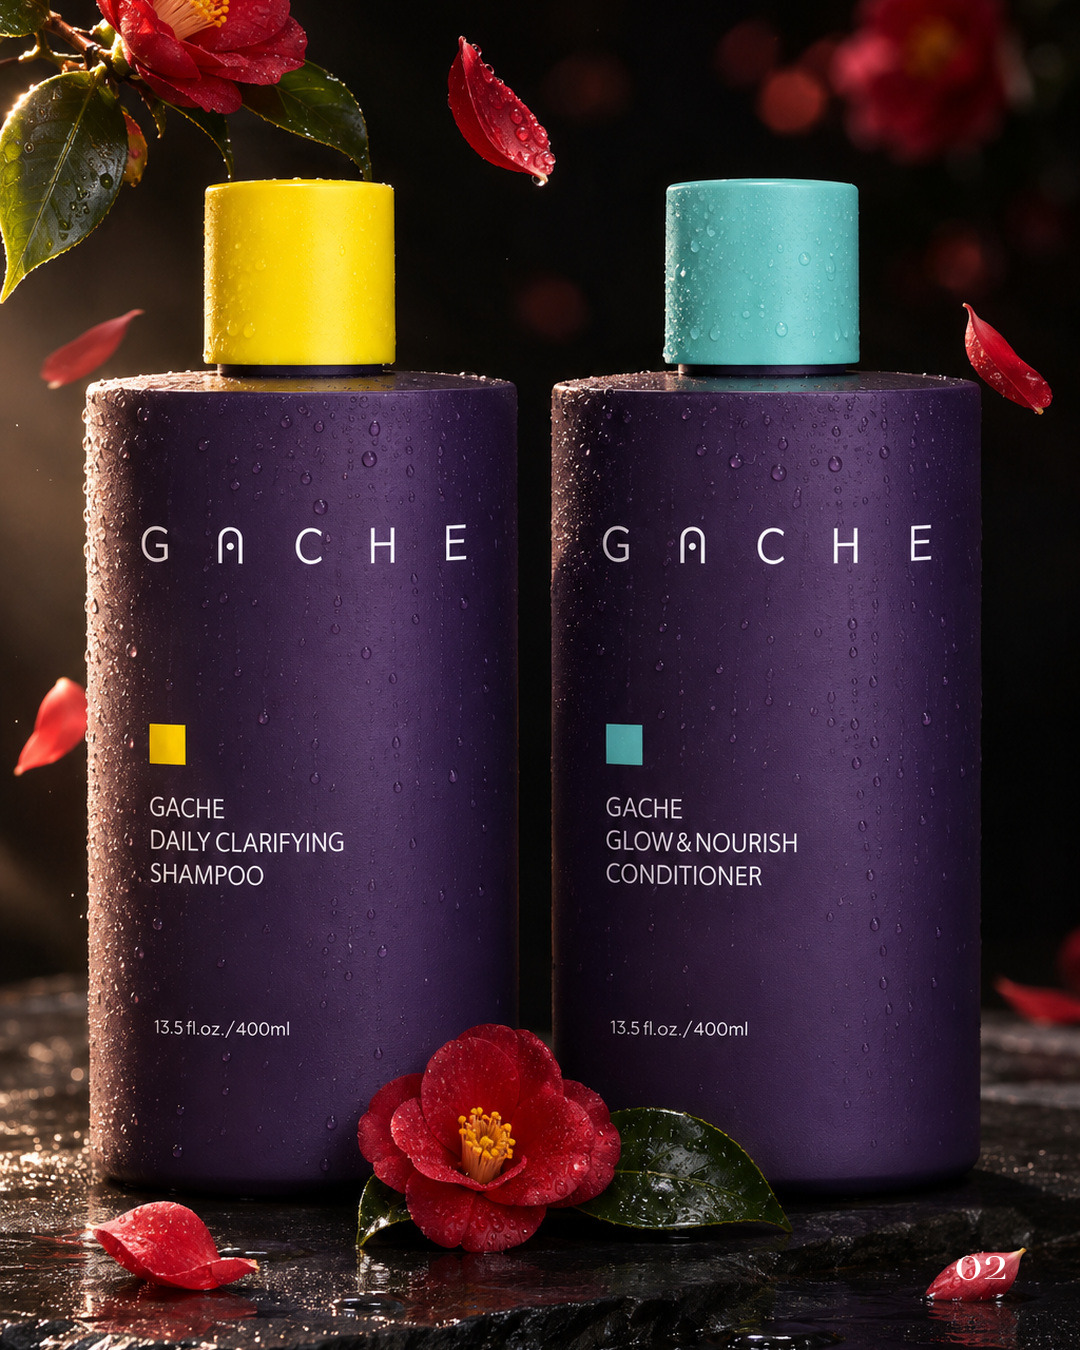 GACHE
GACHE
DAILY CLARIFYING
SHAMPOO
13.5 fl.oz./400ml
GACHE
GACHE
GLOW & NOURISH
CONDITIONER
13.5 fl.oz./400ml
02